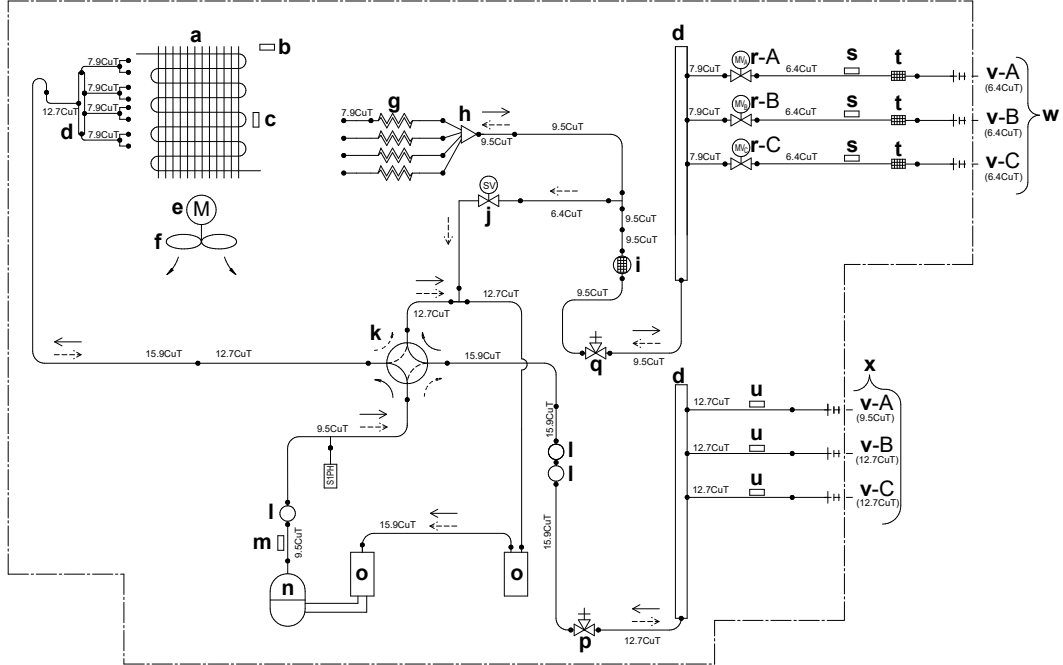 a
b
7.9CuT
7.9CuT
7.9CuT
7.9CuT
12.7CuT
d
c
e M
f
7.9CuT
g
h
9.5CuT
9.5CuT
SV
j
6.4CuT
9.5CuT
9.5CuT
i
9.5CuT
q
9.5CuT
d
7.9CuT
MVA
r-A
6.4CuT
s
t
v-A
(6.4CuT)
7.9CuT
MVB
r-B
6.4CuT
s
t
v-B
(6.4CuT)
7.9CuT
MVC
r-C
6.4CuT
s
t
v-C
(6.4CuT)
w
12.7CuT
12.7CuT
k
15.9CuT
12.7CuT
15.9CuT
9.5CuT
S1PH
l
m
9.5CuT
n
15.9CuT
o
o
15.9CuT
l
l
15.9CuT
p
12.7CuT
d
x
12.7CuT
u
v-A
(9.5CuT)
12.7CuT
u
v-B
(12.7CuT)
12.7CuT
u
v-C
(12.7CuT)